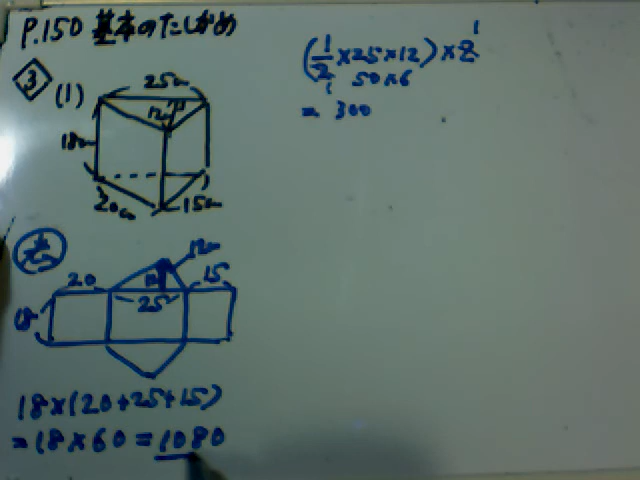 P.150 基本のたしかめ
3 (1)
25cm
12cm
18cm
20cm 15cm
12cm
20 15
25
18
18×(20+25+15)
=18×60=1080
(1/2×25×12)×2
50×6
= 300